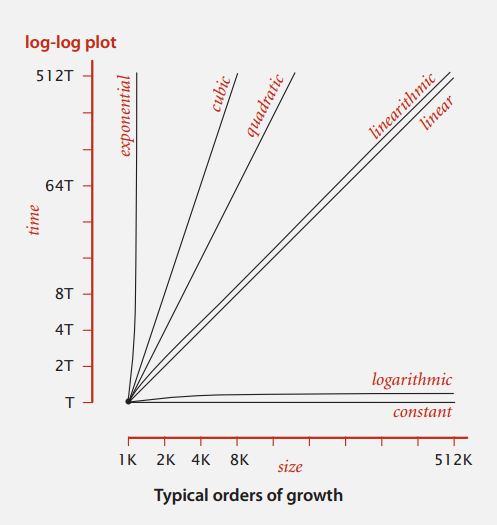 log-log plot
512T
64T
8T
4T
2T
T
time
exponential
cubic
quadratic
linearithmic
linear
logarithmic
constant
1K 2K 4K 8K 512K
size
Typical orders of growth